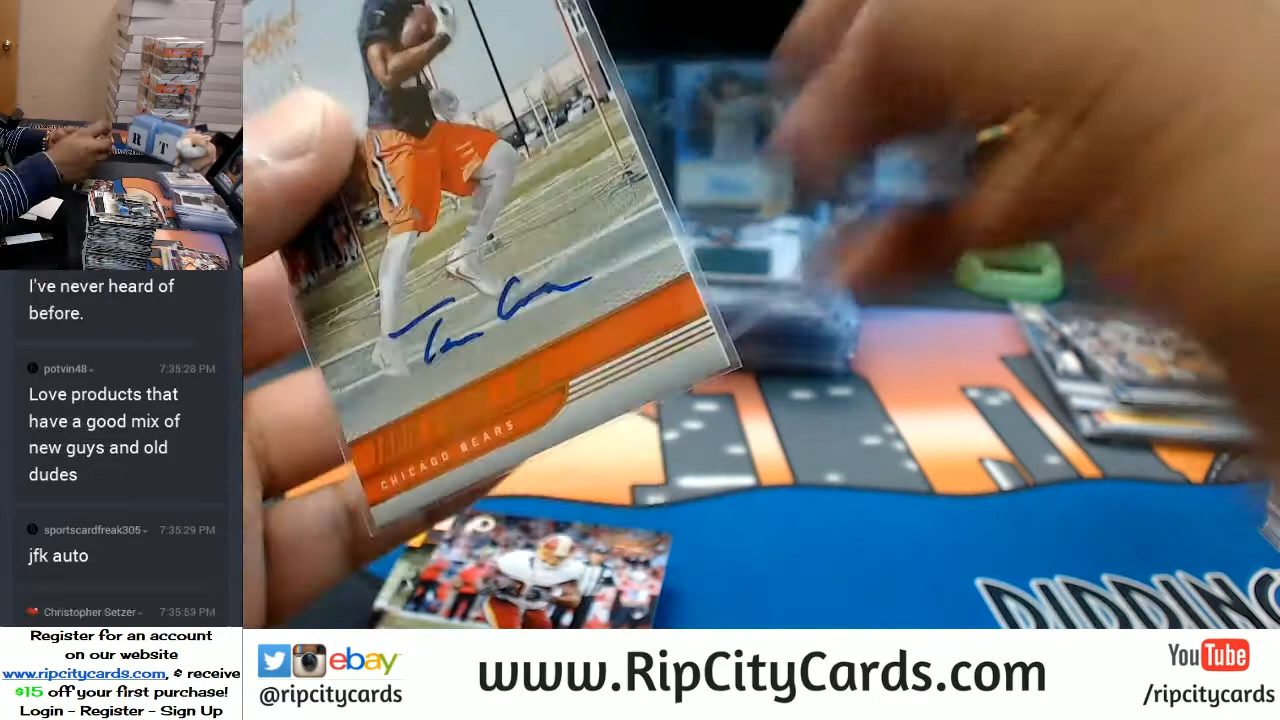 R
T
I've never heard of
before.
potvin48
7:35:28 PM
Love products that
have a good mix of
new guys and old
dudes
sportscardfreak305
7:35:29 PM
jfk auto
Christopher Setzer
7:35:53 PM
CHICAGO BEARS
Register for an account
on our website
www.ripcitycards.com, & receive
$15 off your first purchase!
Login - Register - Sign Up
ebay
@ripcitycards
www.RipCityCards.com
YouTube
/ripcitycards